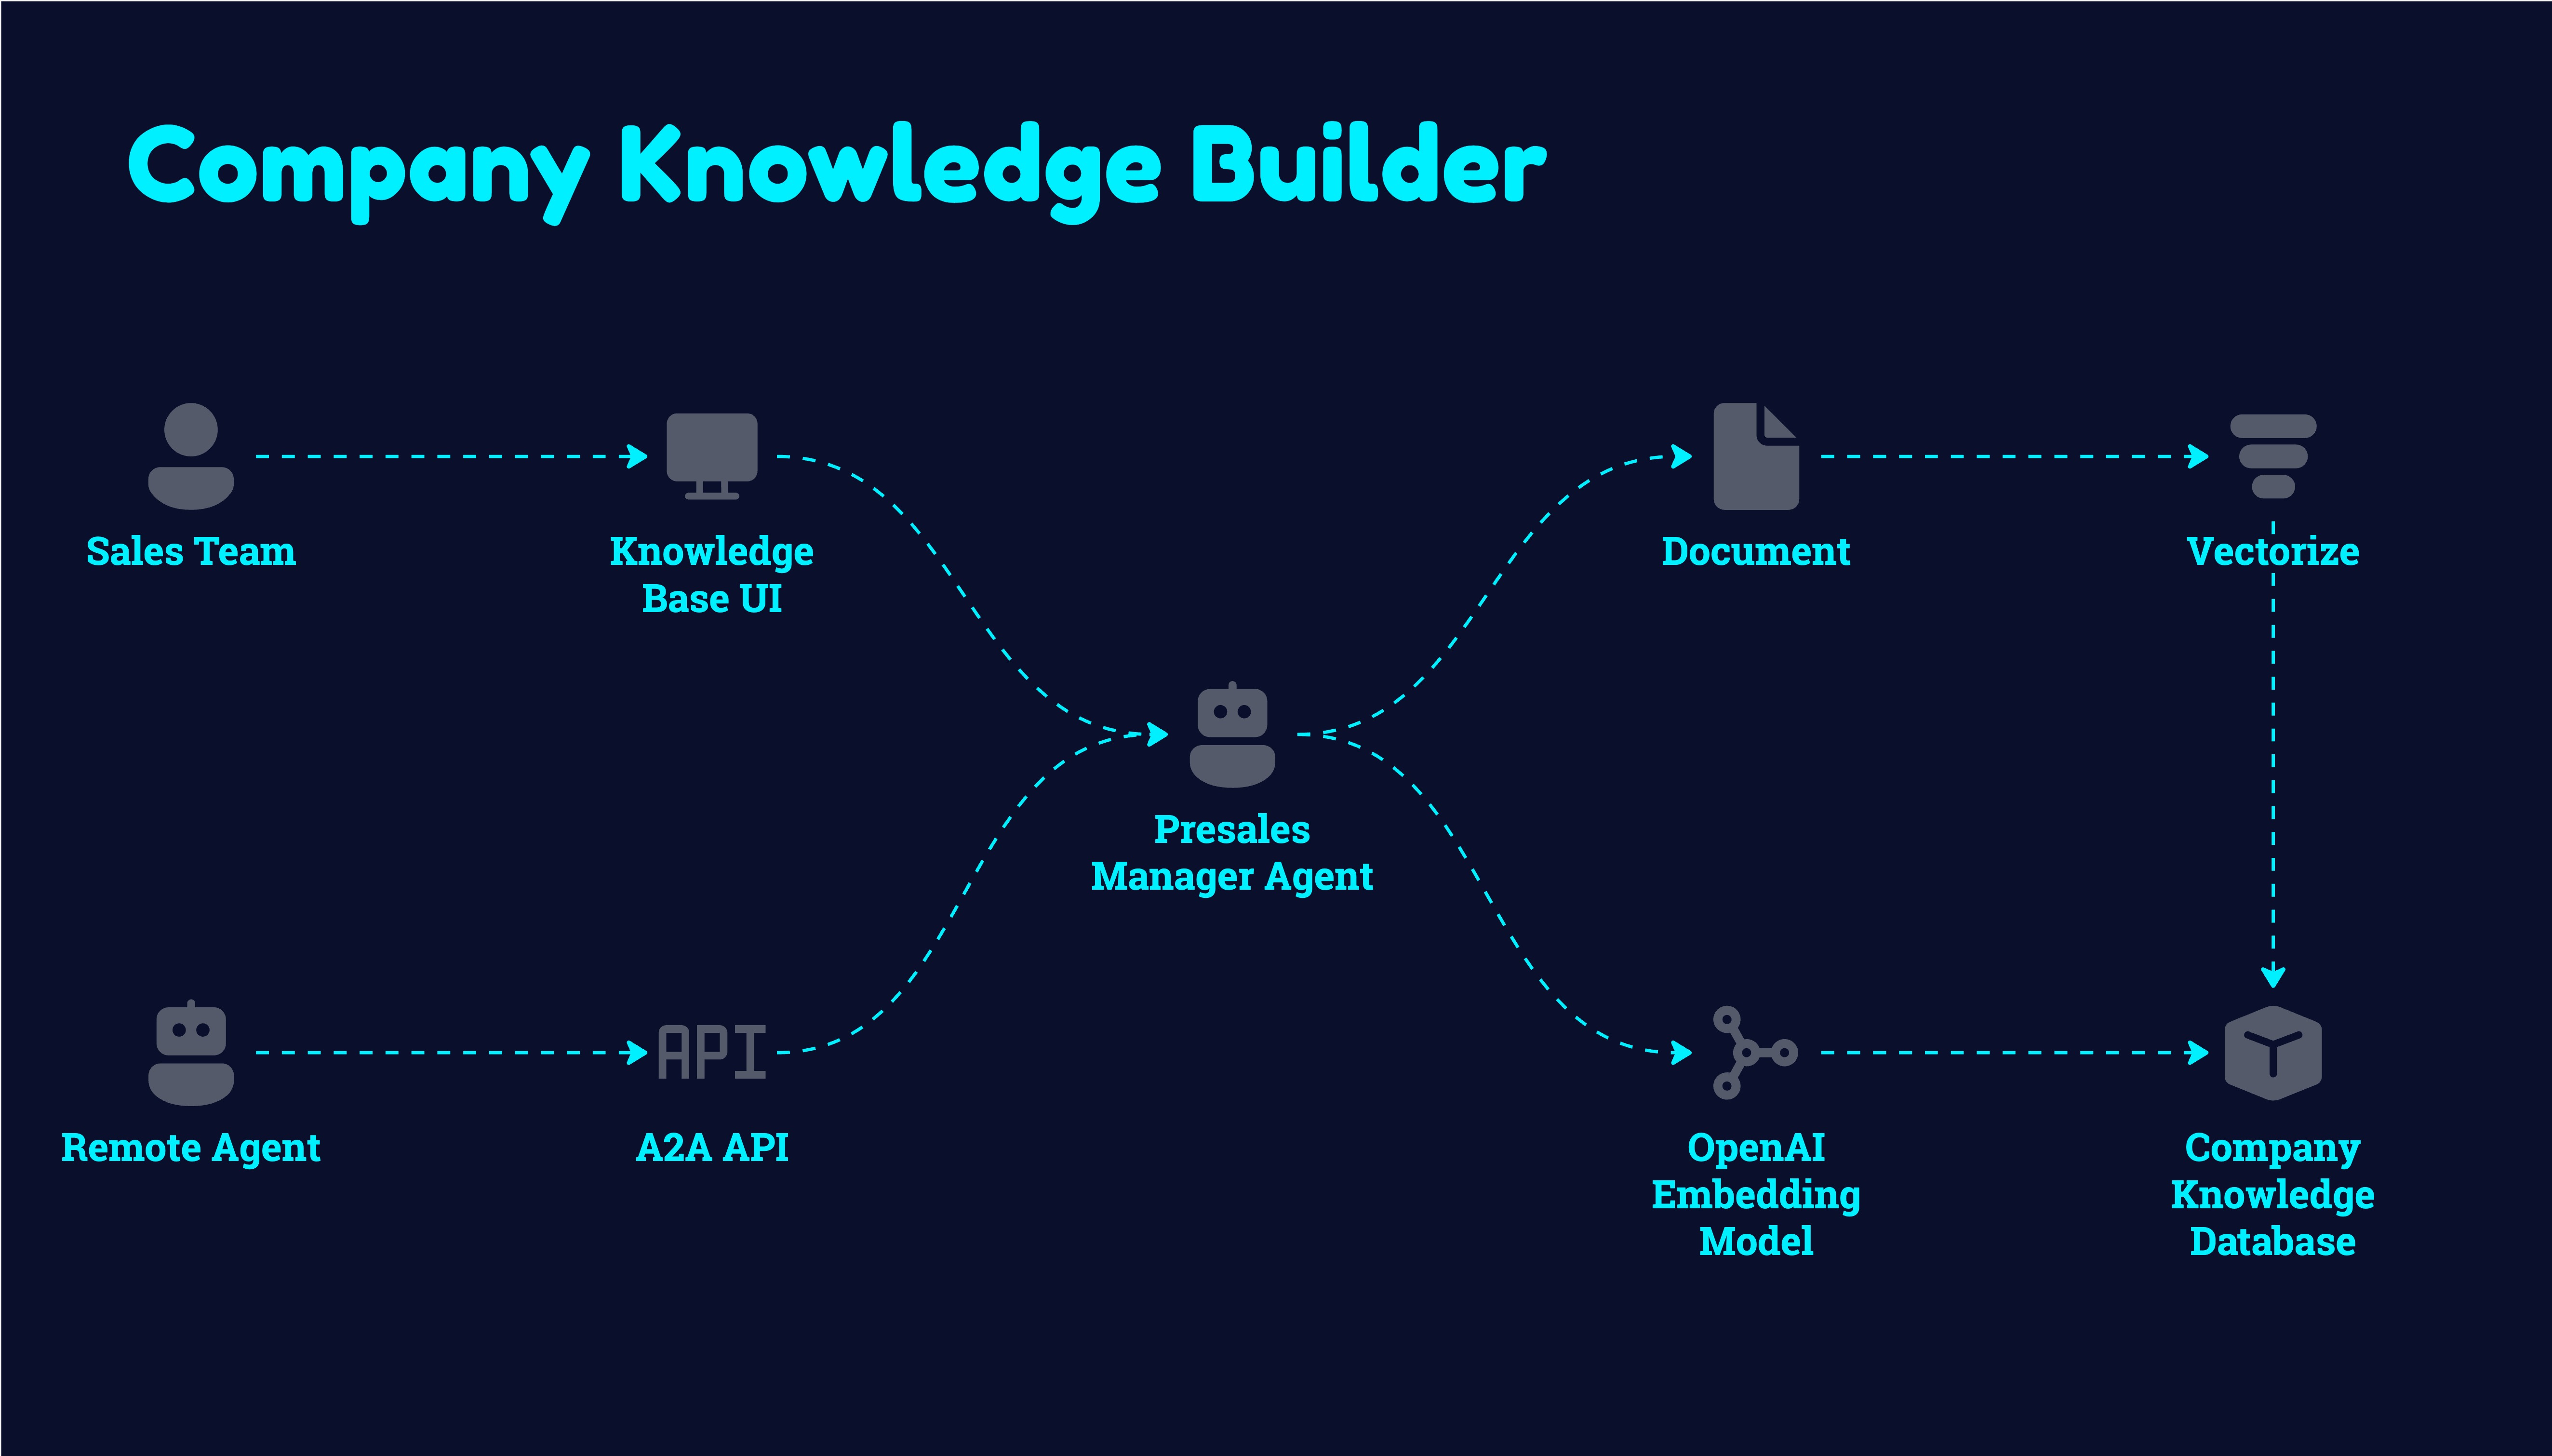 Company Knowledge Builder
Sales Team
Knowledge
Base UI
Document
Vectorize
Presales
Manager Agent
Remote Agent
API
A2A API
OpenAI
Embedding
Model
Company
Knowledge
Database